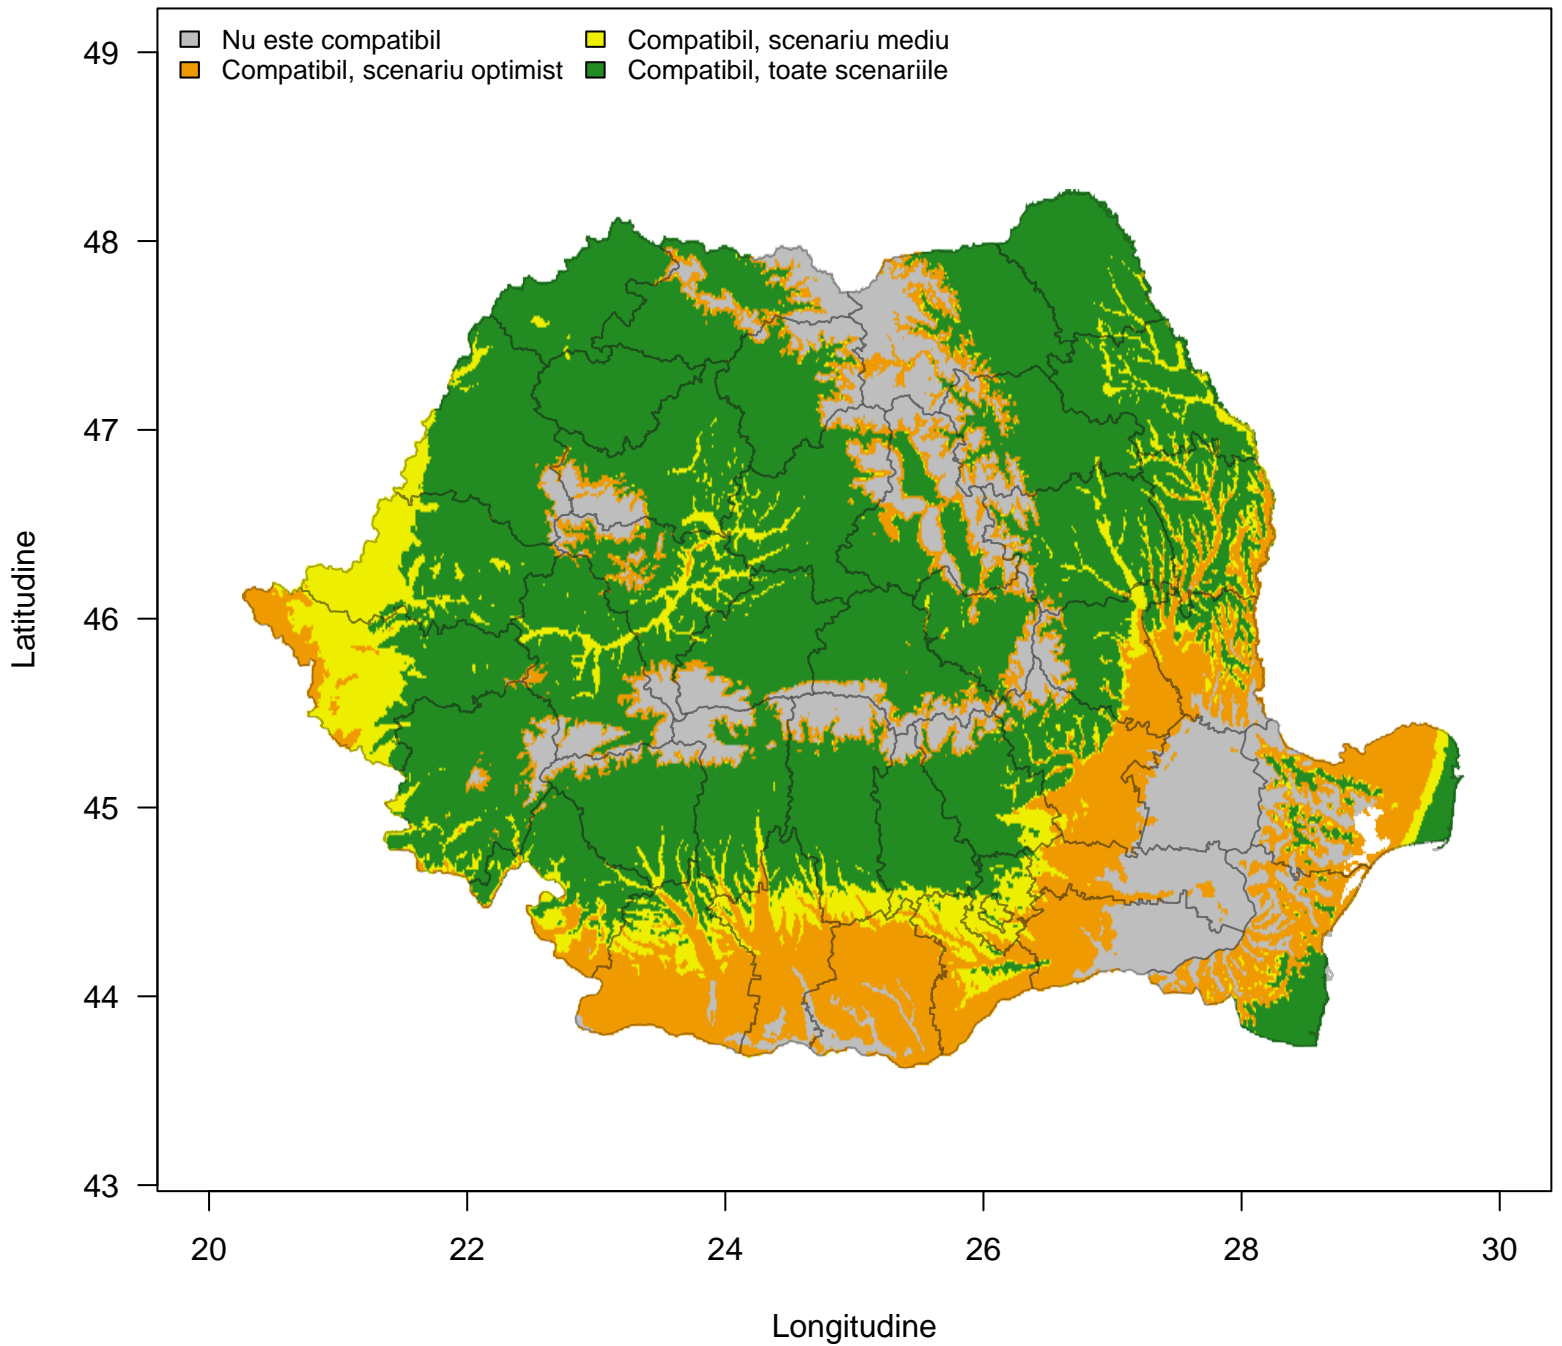 Nu este compatibil
Compatibil, scenariu optimist
Compatibil, scenariu mediu
Compatibil, toate scenariile
Latitudine
49
48
47
46
45
44
43
20 22 24 26 28 30
Longitudine